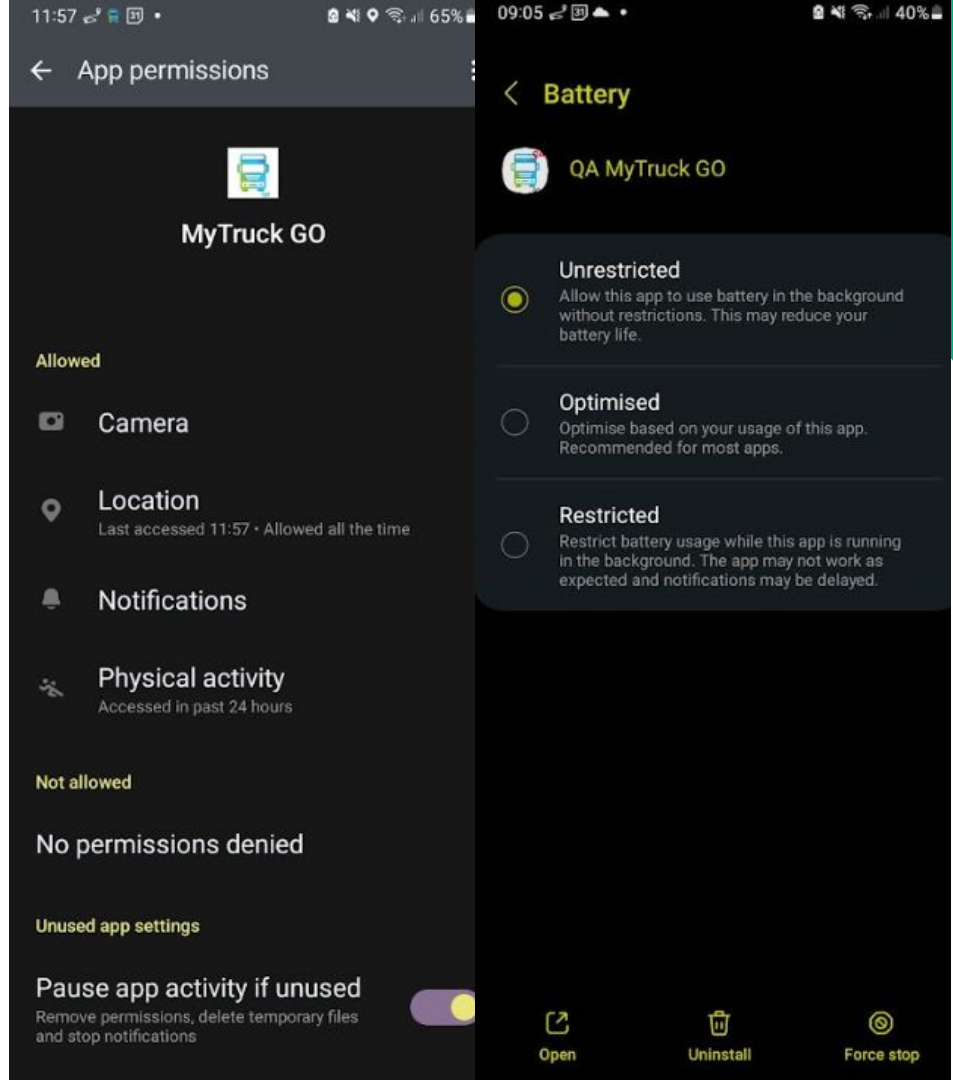 11:57
31
65%
App permissions
MyTruck GO
Allowed
Camera
Location
Last accessed 11:57 • Allowed all the time
Notifications
Physical activity
Accessed in past 24 hours
Not allowed
No permissions denied
Unused app settings
Pause app activity if unused
Remove permissions, delete temporary files
and stop notifications
09:05
31
40%
Battery
QA MyTruck GO
Unrestricted
Allow this app to use battery in the background
without restrictions. This may reduce your
battery life.
Optimised
Optimise based on your usage of this app.
Recommended for most apps.
Restricted
Restrict battery usage while this app is running
in the background. The app may not work as
expected and notifications may be delayed.
Open
Uninstall
Force stop